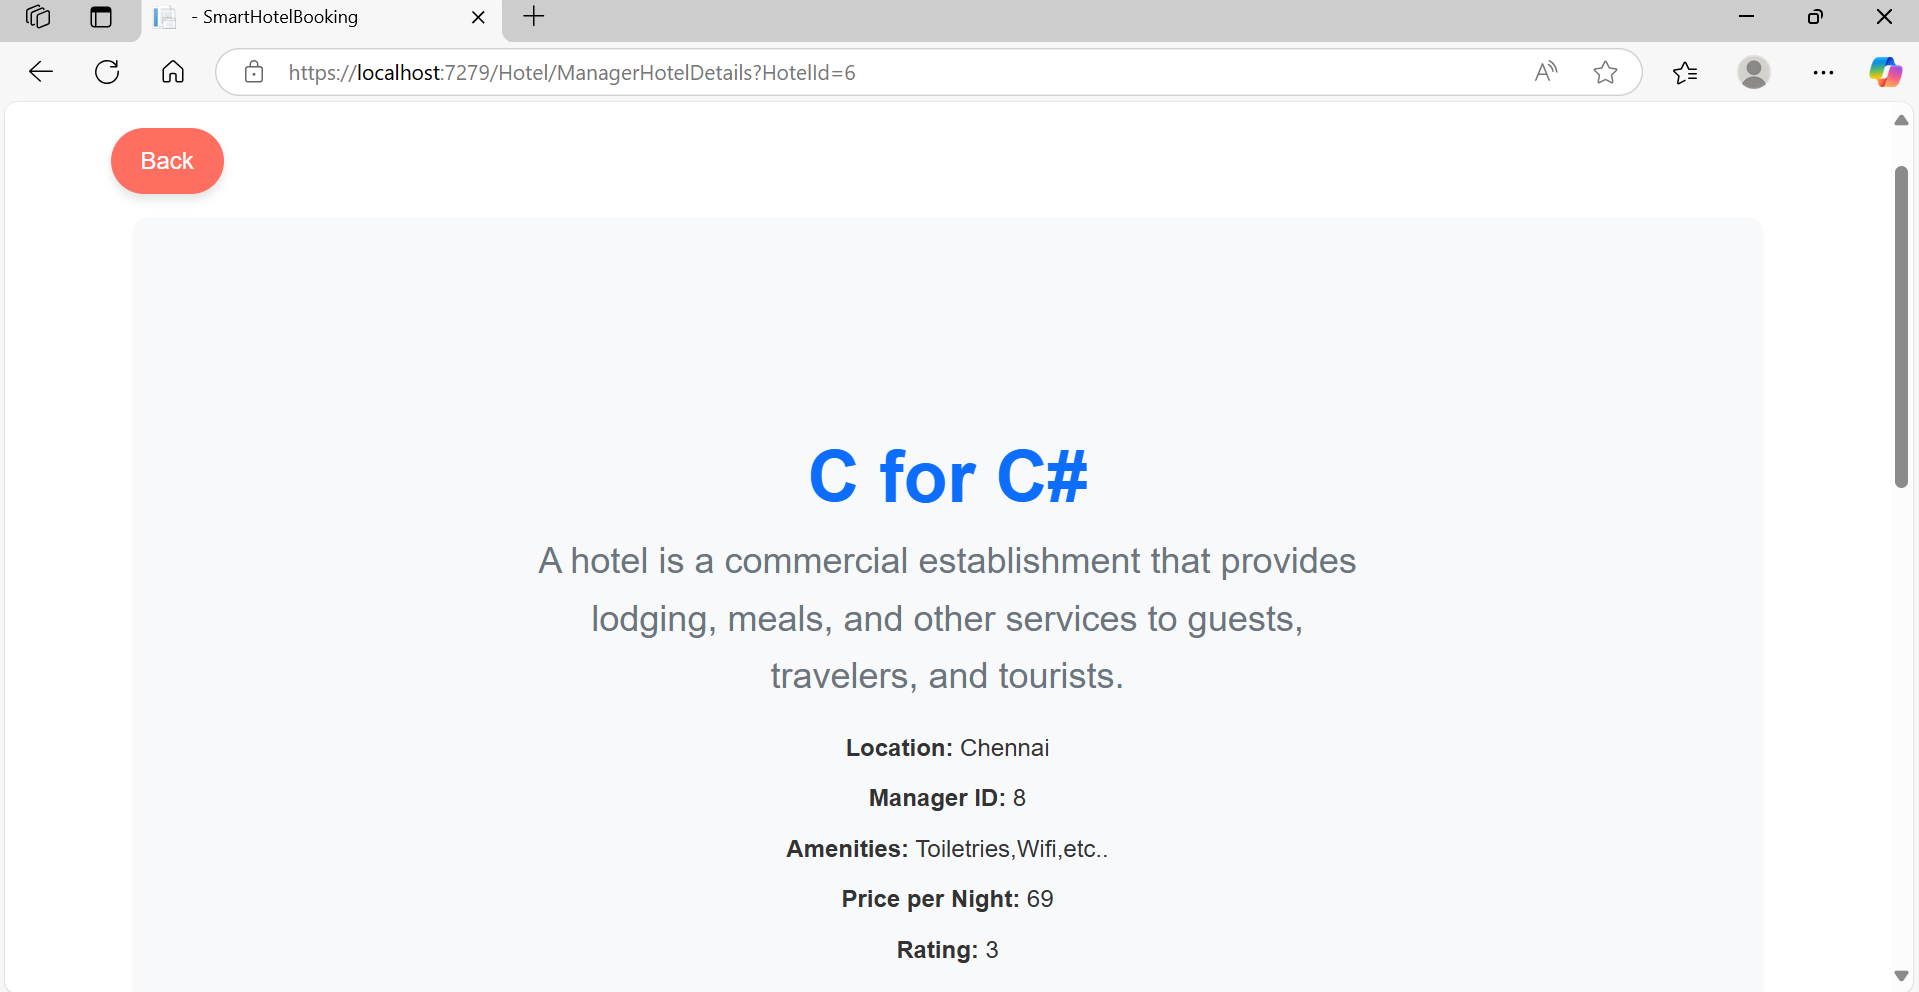 - SmartHotelBooking
https://localhost:7279/Hotel/ManagerHotelDetails?HotelId=6
Back
C for C#
A hotel is a commercial establishment that provides
lodging, meals, and other services to guests,
travelers, and tourists.
Location: Chennai
Manager ID: 8
Amenities: Toiletries,Wifi,etc..
Price per Night: 69
Rating: 3